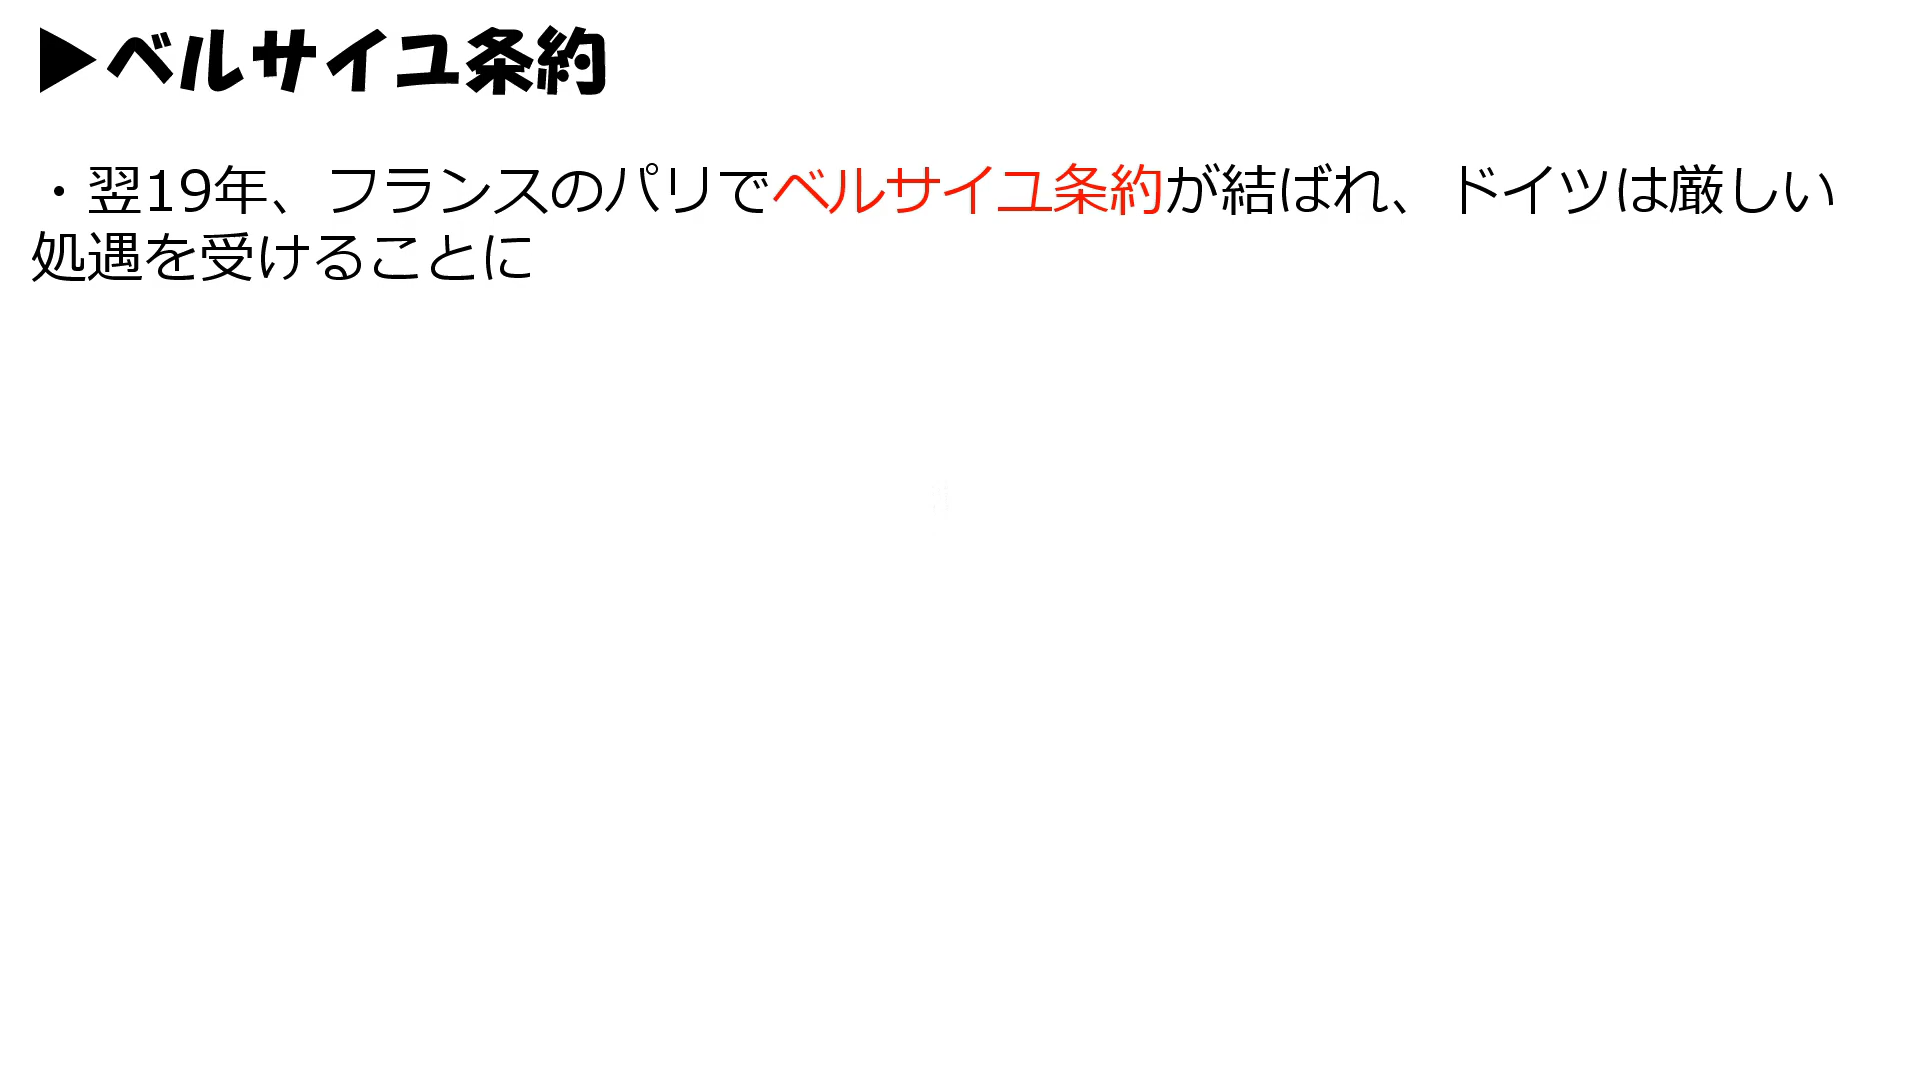 ▶ベルサイユ条約
・翌19年、フランスのパリでベルサイユ条約が結ばれ、ドイツは厳しい
処遇を受けることに